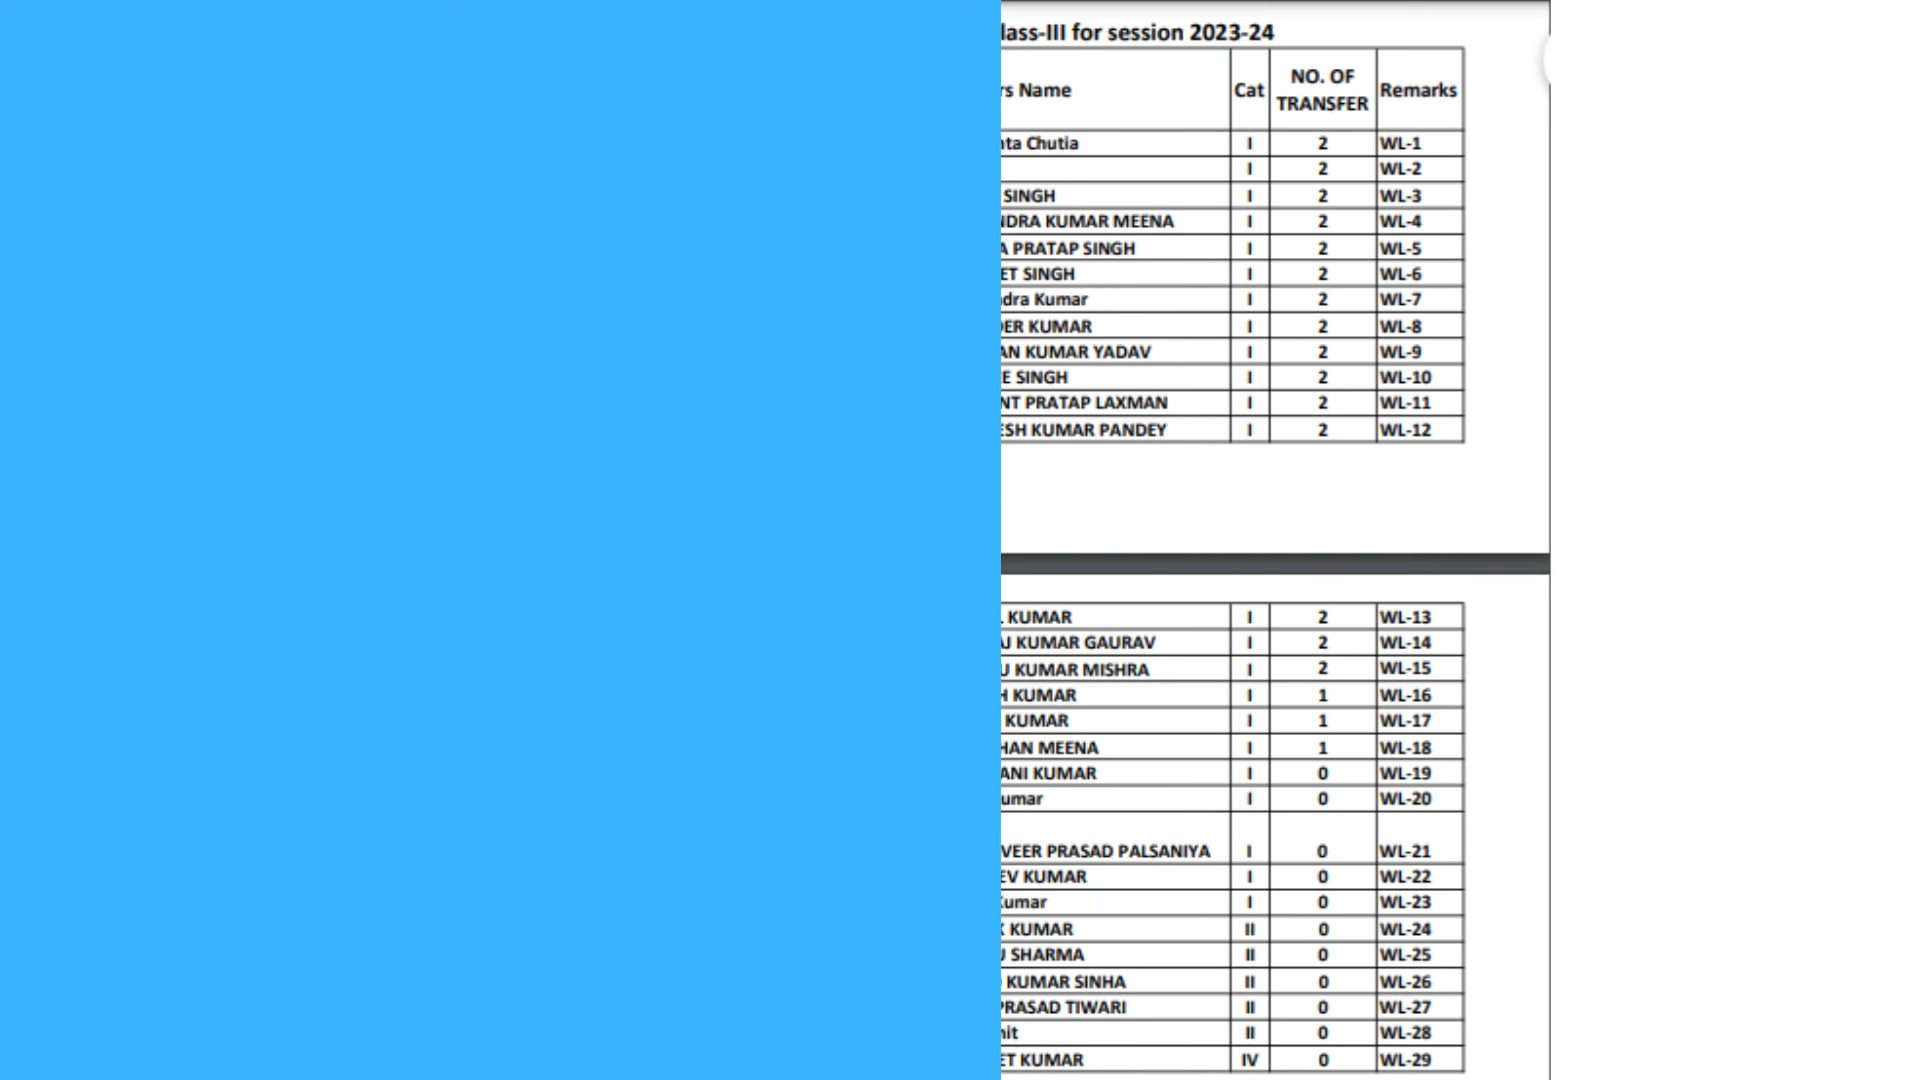 lass-III for session 2023-24
rs Name Cat NO. OF TRANSFER Remarks
nta Chutia I 2 WL-1
I 2 WL-2
SINGH I 2 WL-3
NDRA KUMAR MEENA I 2 WL-4
A PRATAP SINGH I 2 WL-5
ET SINGH I 2 WL-6
dra Kumar I 2 WL-7
DER KUMAR I 2 WL-8
AN KUMAR YADAV I 2 WL-9
E SINGH I 2 WL-10
NT PRATAP LAXMAN I 2 WL-11
ESH KUMAR PANDEY I 2 WL-12
KUMAR I 2 WL-13
AJ KUMAR GAURAV I 2 WL-14
U KUMAR MISHRA I 2 WL-15
H KUMAR I 1 WL-16
KUMAR I 1 WL-17
HAN MEENA I 1 WL-18
ANI KUMAR I 0 WL-19
umar I 0 WL-20
VEER PRASAD PALSANIYA I 0 WL-21
EV KUMAR I 0 WL-22
Kumar I 0 WL-23
K KUMAR II 0 WL-24
U SHARMA II 0 WL-25
KUMAR SINHA II 0 WL-26
PRASAD TIWARI II 0 WL-27
nit II 0 WL-28
ET KUMAR IV 0 WL-29